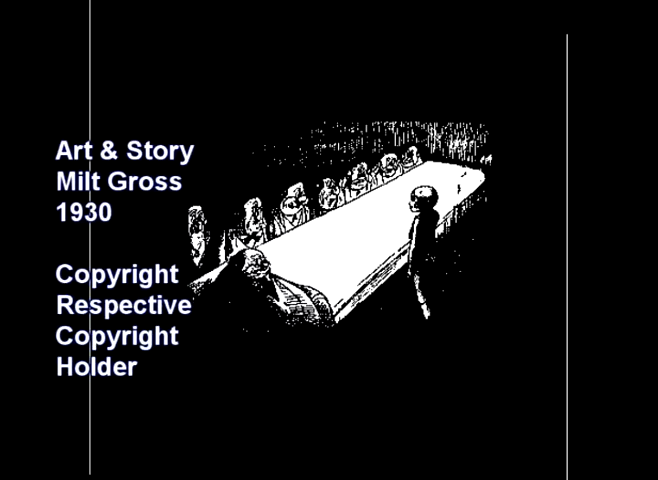 Art & Story
Milt Gross
1930
Copyright
Respective
Copyright
Holder